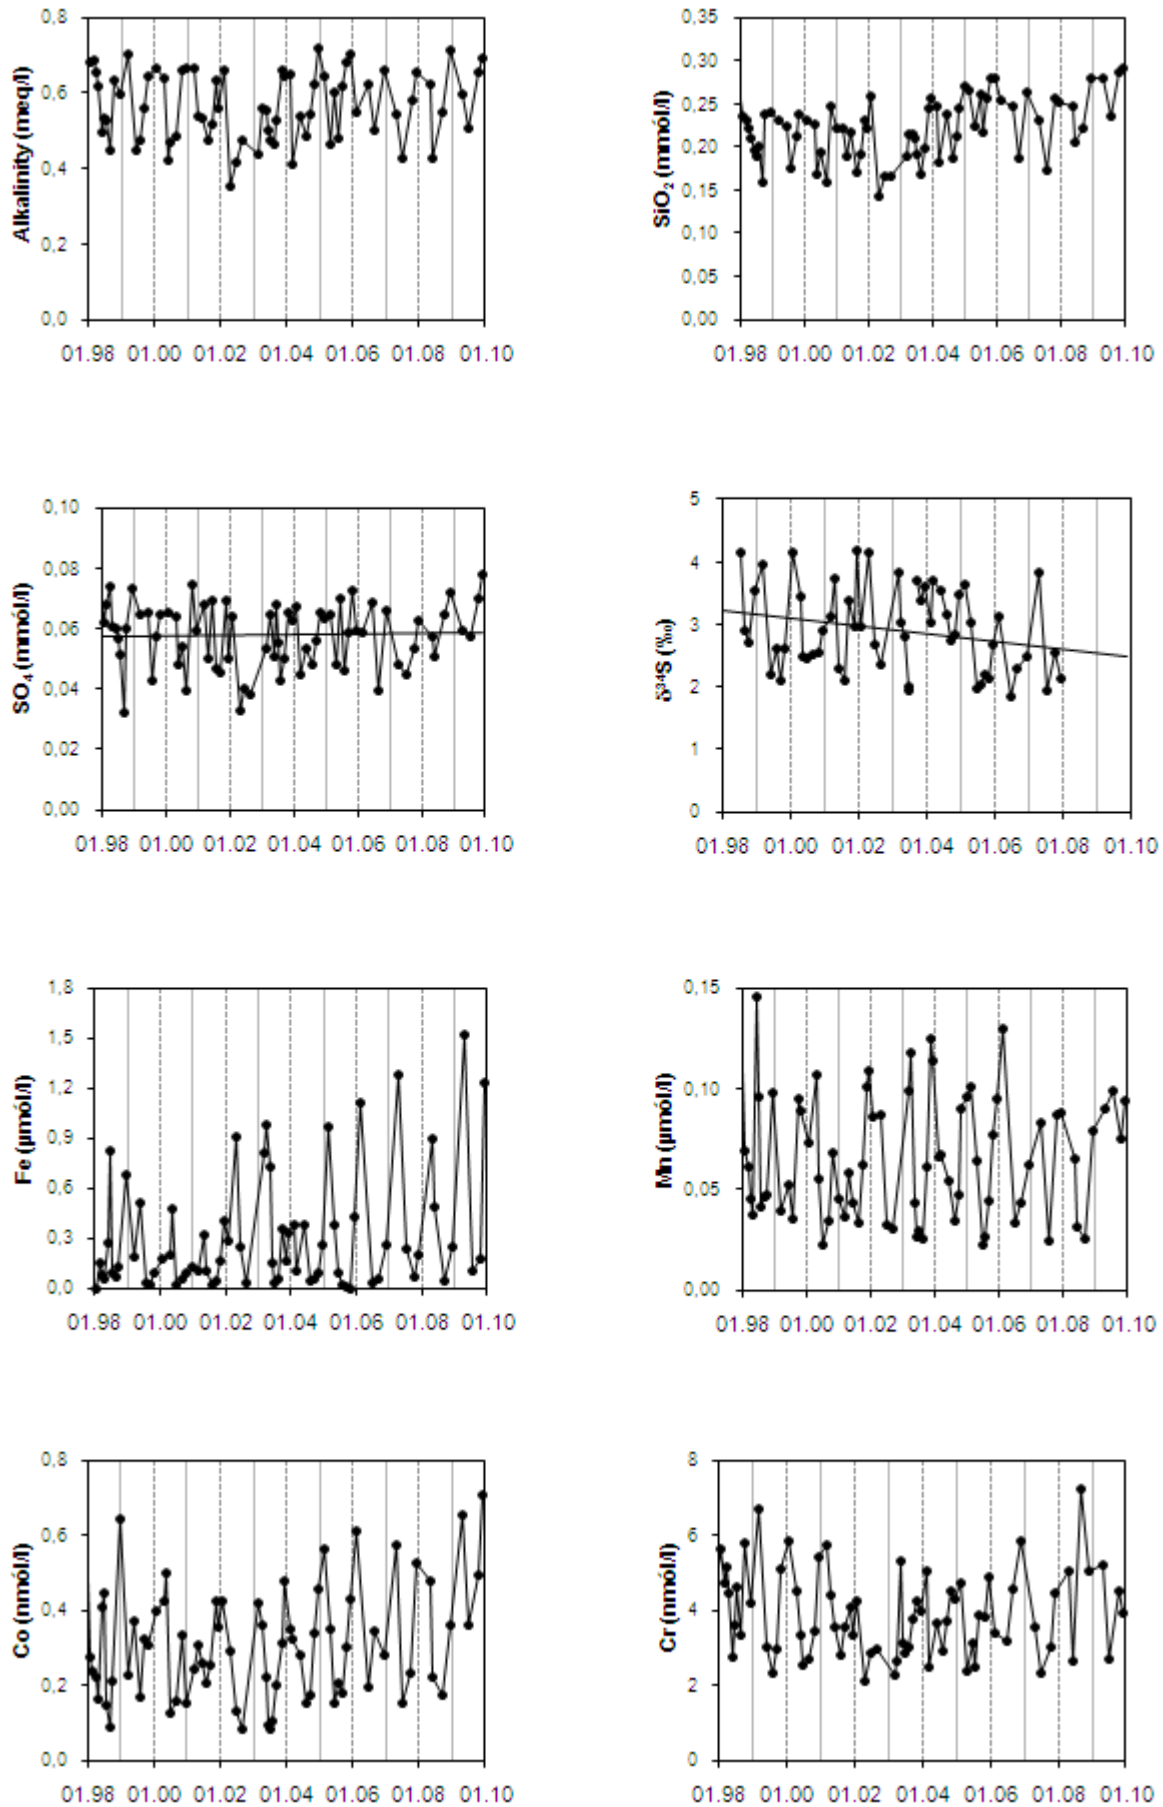 Alkalinity (meq/l)
0,8
0,6
0,4
0,2
0,0
01.98 01.00 01.02 01.04 01.06 01.08 01.10
SiO₂ (mmól/l)
0,35
0,30
0,25
0,20
0,15
0,10
0,05
0,00
01.98 01.00 01.02 01.04 01.06 01.08 01.10
SO₄ (mmól/l)
0,10
0,08
0,06
0,04
0,02
0,00
01.98 01.00 01.02 01.04 01.06 01.08 01.10
δ³⁴S (‰)
5
4
3
2
1
0
01.98 01.00 01.02 01.04 01.06 01.08 01.10
Fe (µmól/l)
1,8
1,5
1,2
0,9
0,6
0,3
0,0
01.98 01.00 01.02 01.04 01.06 01.08 01.10
Mn (µmól/l)
0,15
0,10
0,05
0,00
01.98 01.00 01.02 01.04 01.06 01.08 01.10
Co (nmól/l)
0,8
0,6
0,4
0,2
0,0
01.98 01.00 01.02 01.04 01.06 01.08 01.10
Cr (nmól/l)
8
6
4
2
0
01.98 01.00 01.02 01.04 01.06 01.08 01.10